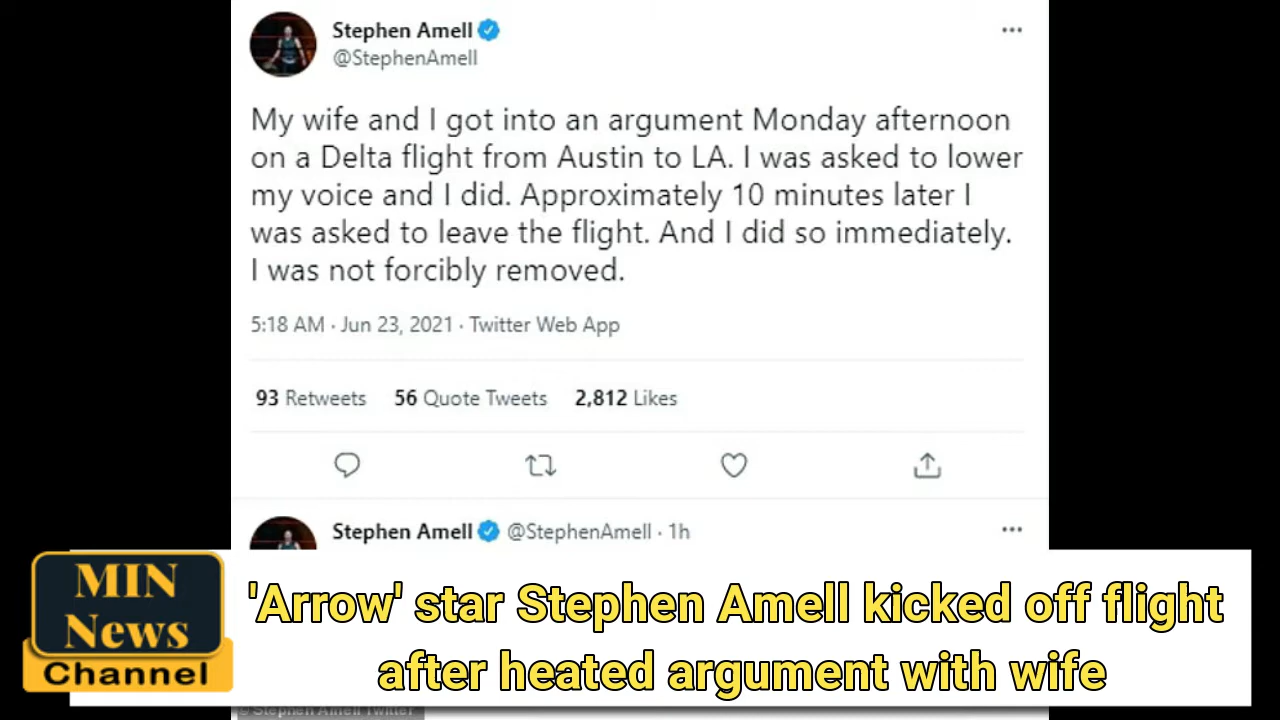 Stephen Amell
@StephenAmell
My wife and I got into an argument Monday afternoon
on a Delta flight from Austin to LA. I was asked to lower
my voice and I did. Approximately 10 minutes later I
was asked to leave the flight. And I did so immediately.
I was not forcibly removed.
5:18 AM · Jun 23, 2021 · Twitter Web App
93 Retweets 56 Quote Tweets 2,812 Likes
Stephen Amell @StephenAmell · 1h
MIN
News
Channel
'Arrow' star Stephen Amell kicked off flight
after heated argument with wife
© Stephen Amell Twitter